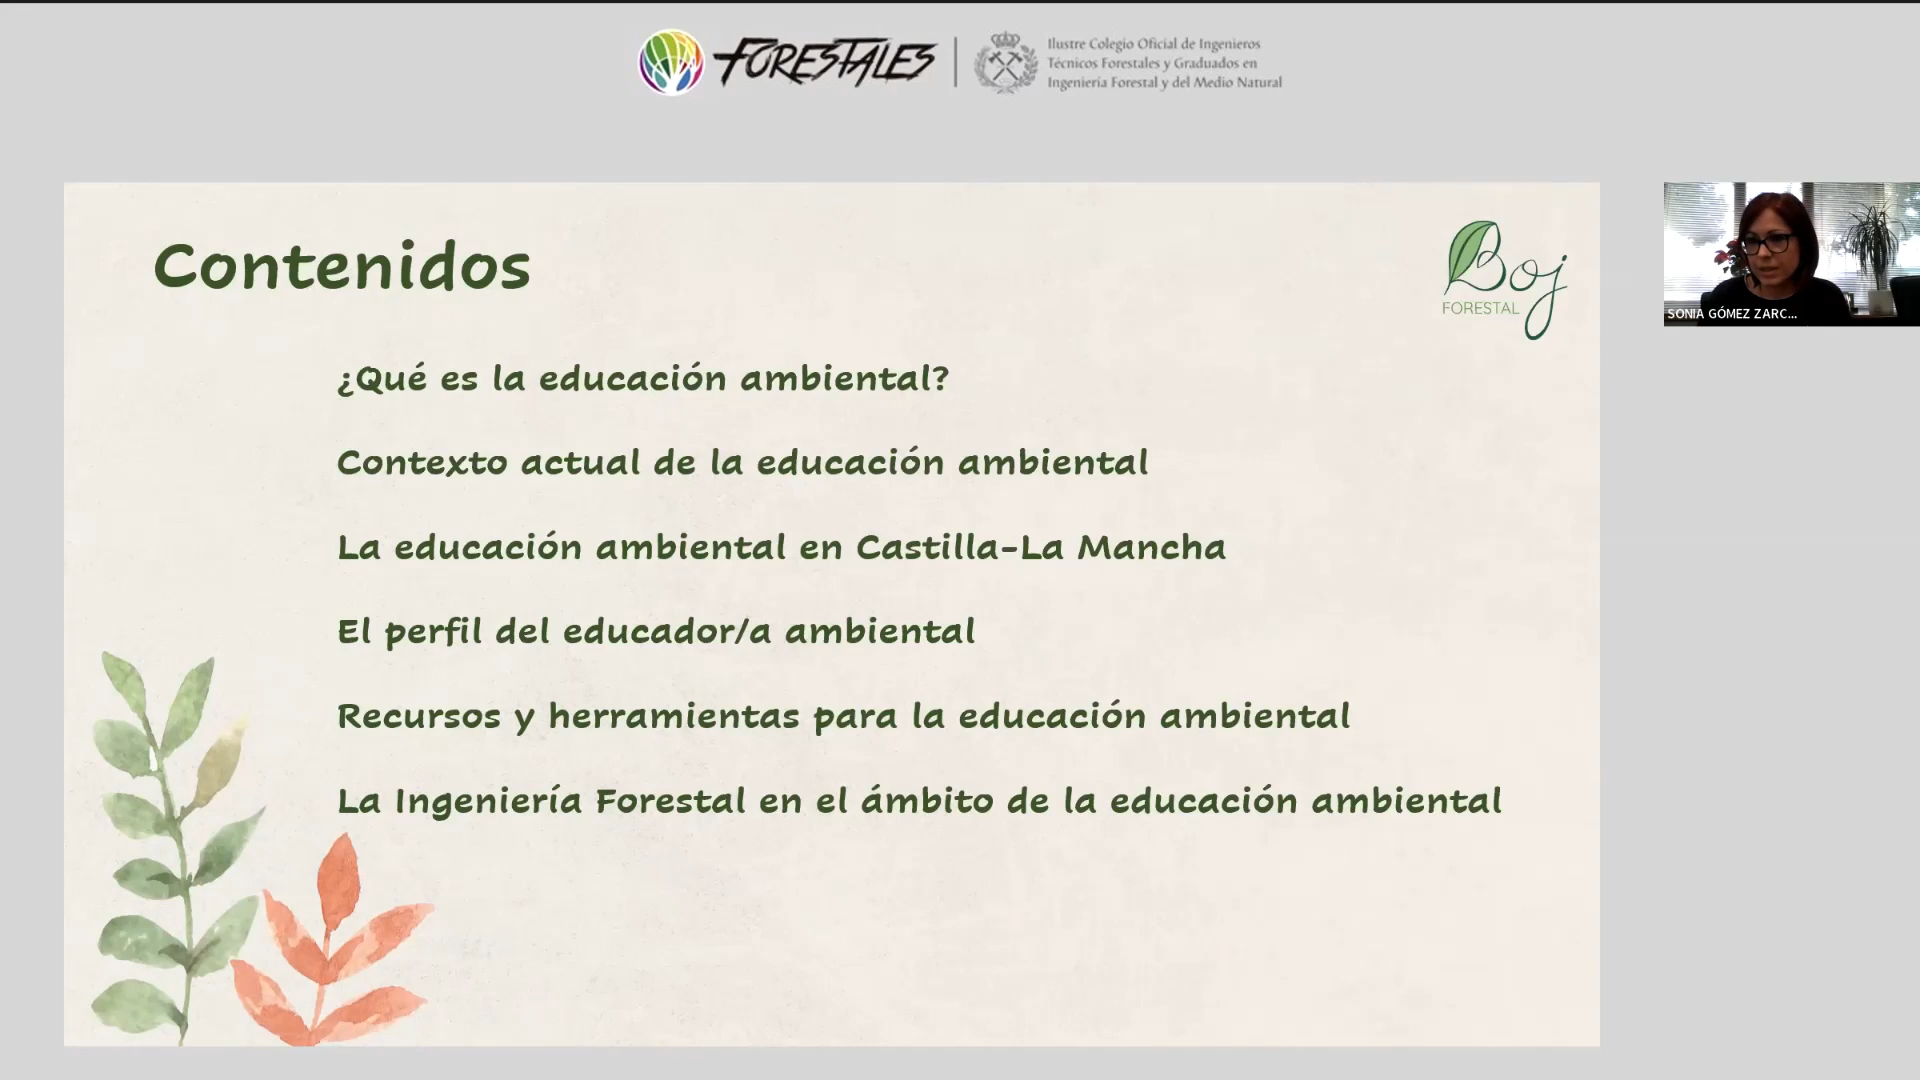 FORESTALES
Ilustre Colegio Oficial de Ingenieros
Técnicos Forestales y Graduados en
Ingeniería Forestal y del Medio Natural
Contenidos
Boj
FORESTAL
SONIA GÓMEZ ZARC...
¿Qué es la educación ambiental?
Contexto actual de la educación ambiental
La educación ambiental en Castilla-La Mancha
El perfil del educador/a ambiental
Recursos y herramientas para la educación ambiental
La Ingeniería Forestal en el ámbito de la educación ambiental